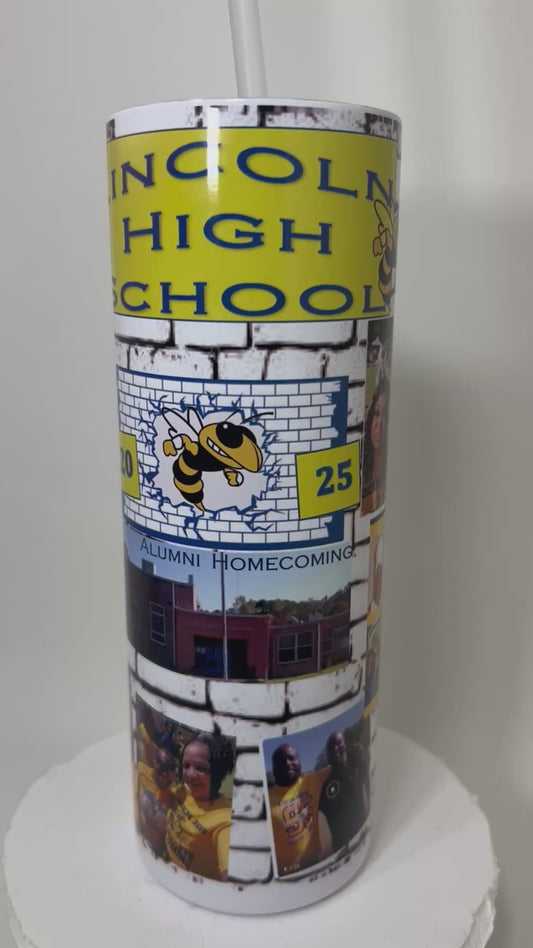 LINCOLN
HIGH
SCHOOL
20 25
ALUMNI HOMECOMING